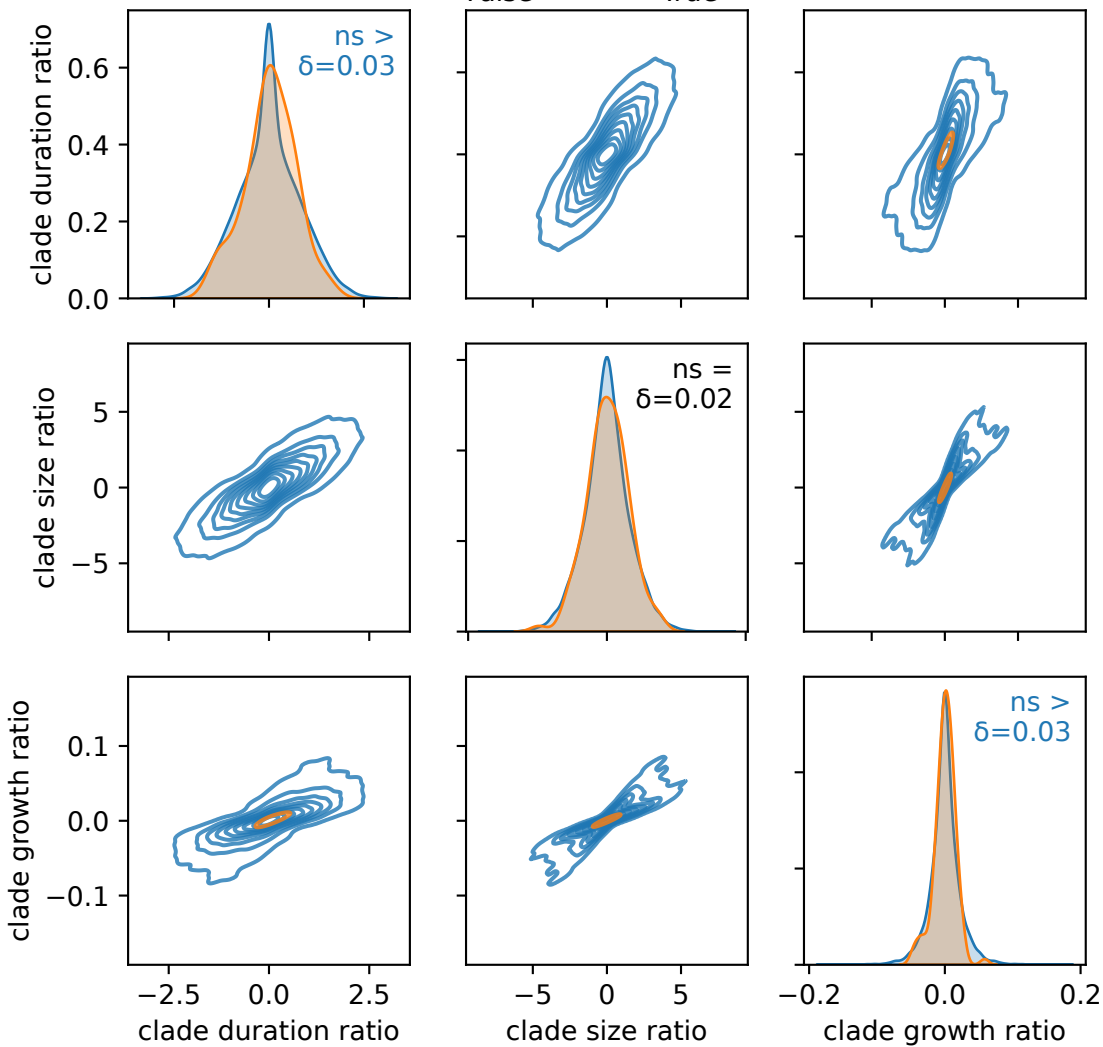 ns >
δ=0.03
clade duration ratio
0.6
0.4
0.2
0.0
−5
0
5
ns =
δ=0.02
clade size ratio
5
0
−5
ns >
δ=0.03
clade growth ratio
0.1
0.0
−0.1
−2.5
0.0
2.5
−5
0
5
−0.2
0.0
0.2
clade duration ratio
clade size ratio
clade growth ratio